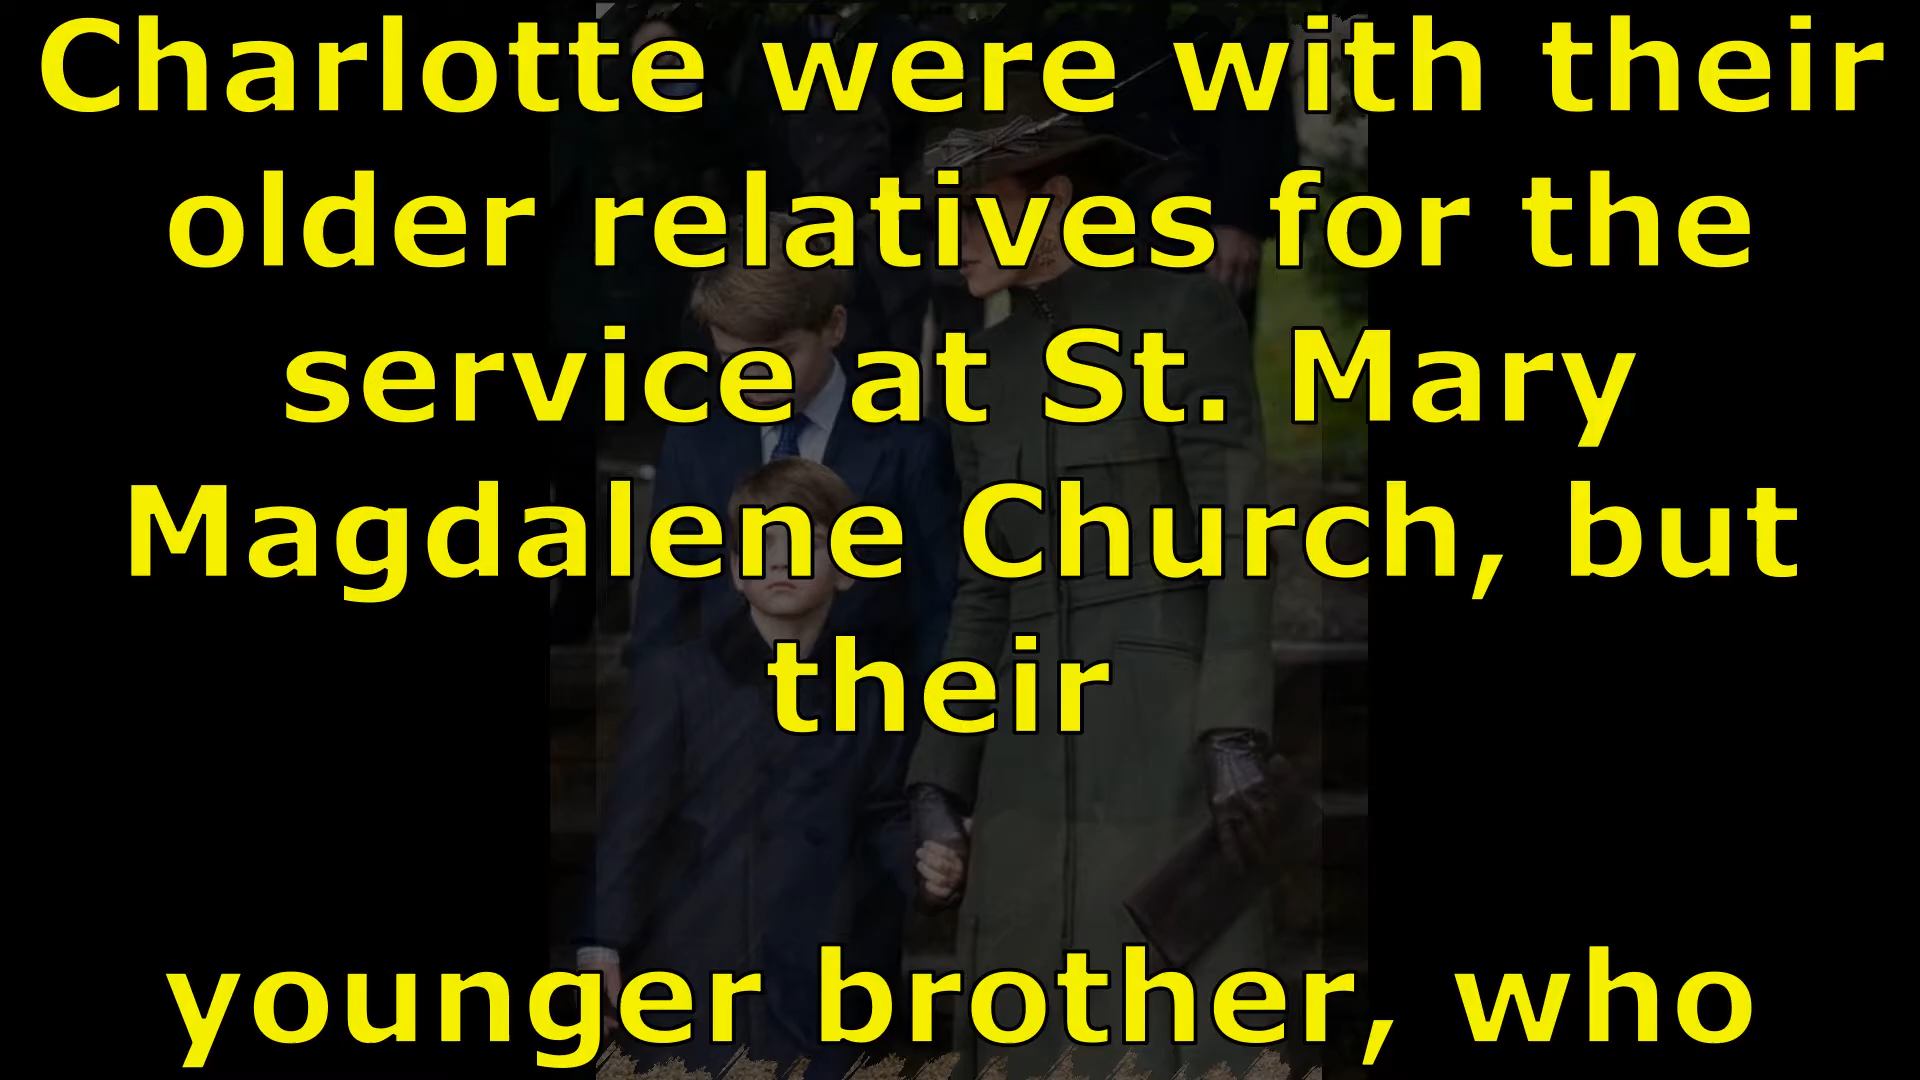 Charlotte were with their
older relatives for the
service at St. Mary
Magdalene Church, but
their
younger brother, who